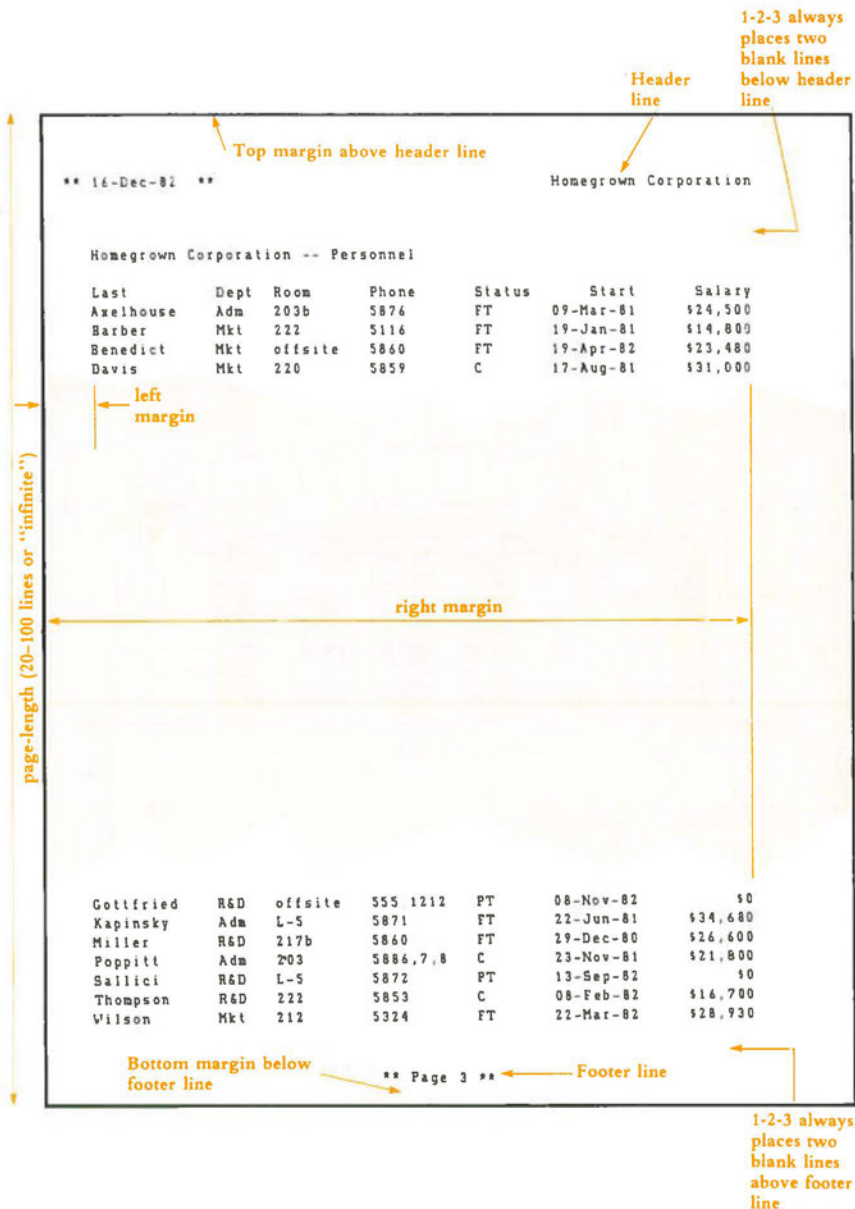 1-2-3 always
places two
blank lines
below header
line
Header
line
Top margin above header line
** 16-Dec-82 ** Homegrown Corporation
Homegrown Corporation -- Personnel
Last Dept Room Phone Status Start Salary
Axelhouse Adm 203b 5876 FT 09-Mar-81 $24,500
Barber Mkt 222 5116 FT 19-Jan-81 $14,800
Benedict Mkt offsite 5860 FT 19-Apr-82 $23,480
Davis Mkt 220 5859 C 17-Aug-81 $31,000
left
margin
page-length (20-100 lines or "infinite")
right margin
Gottfried R&D offsite 555 1212 PT 08-Nov-82 $0
Kapinsky Adm L-5 5871 FT 22-Jun-81 $34,680
Miller R&D 217b 5860 FT 29-Dec-80 $26,600
Poppitt Adm 203 5886,7,8 C 23-Nov-81 $21,800
Sallici R&D L-5 5872 PT 13-Sep-82 $0
Thompson R&D 222 5853 C 08-Feb-82 $16,700
Wilson Mkt 212 5324 FT 22-Mar-82 $28,930
Bottom margin below
footer line
** Page 3 **
Footer line
1-2-3 always
places two
blank lines
above footer
line